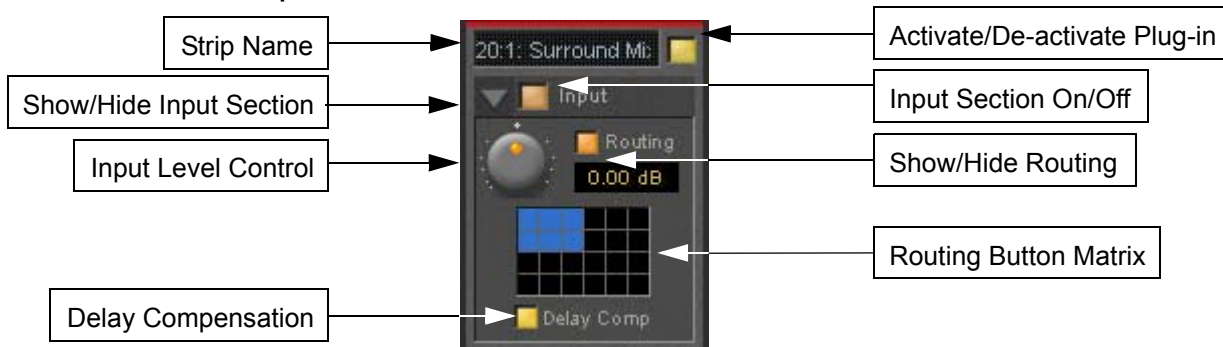 Strip Name
Show/Hide Input Section
Input Level Control
Delay Compensation
20:1: Surround Mi
Input
Routing
0.00 dB
Delay Comp
Activate/De-activate Plug-in
Input Section On/Off
Show/Hide Routing
Routing Button Matrix